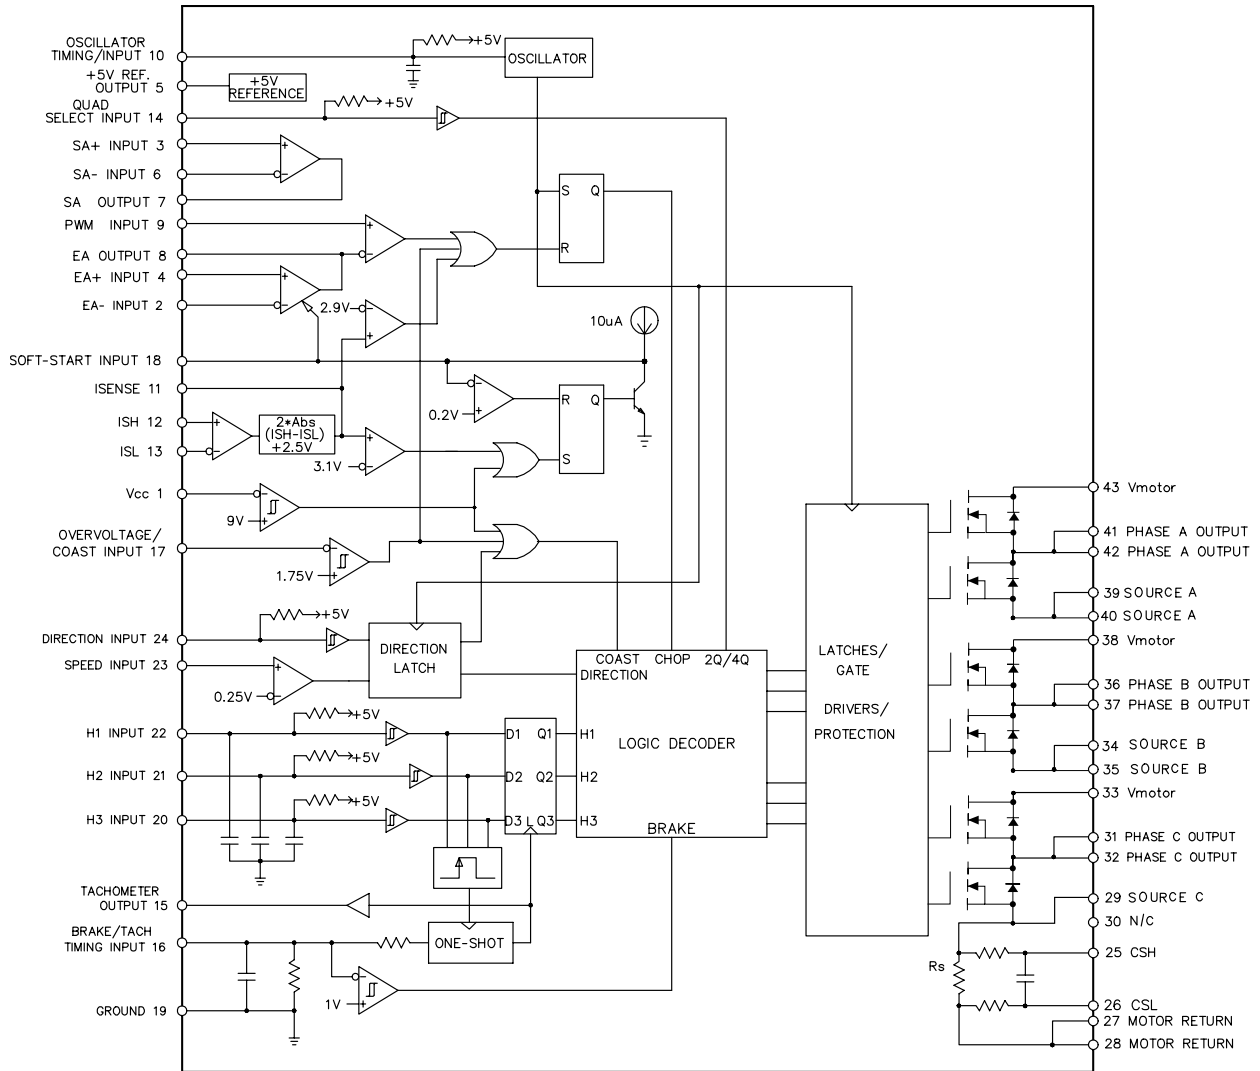 OSCILLATOR
TIMING/INPUT 10
+5V
OSCILLATOR
+5V REF.
OUTPUT 5
+5V
REFERENCE
QUAD
SELECT INPUT 14
+5V
SA+ INPUT 3
SA- INPUT 6
SA OUTPUT 7
PWM INPUT 9
EA OUTPUT 8
EA+ INPUT 4
EA- INPUT 2
+
-
+
-
+
-
2.9V
-
+
S Q
R
10uA
SOFT-START INPUT 18
ISENSE 11
ISH 12
ISL 13
+
-
2*Abs
(ISH-ISL)
+2.5V
+
-
3.1V
-
+
0.2V
R Q
S
Vcc 1
-
+
9V
OVERVOLTAGE/
COAST INPUT 17
-
+
1.75V
DIRECTION INPUT 24
+5V
SPEED INPUT 23
+
-
0.25V
DIRECTION
LATCH
COAST CHOP 2Q/4Q
DIRECTION
LOGIC DECODER
H1
H2
H3
BRAKE
H1 INPUT 22
+5V
H2 INPUT 21
+5V
H3 INPUT 20
+5V
D1 Q1
D2 Q2
D3 L Q3
TACHOMETER
OUTPUT 15
BRAKE/TACH
TIMING INPUT 16
ONE-SHOT
-
+
1V
GROUND 19
LATCHES/
GATE
DRIVERS/
PROTECTION
43 Vmotor
41 PHASE A OUTPUT
42 PHASE A OUTPUT
39 SOURCE A
40 SOURCE A
38 Vmotor
36 PHASE B OUTPUT
37 PHASE B OUTPUT
34 SOURCE B
35 SOURCE B
33 Vmotor
31 PHASE C OUTPUT
32 PHASE C OUTPUT
29 SOURCE C
30 N/C
25 CSH
Rs
26 CSL
27 MOTOR RETURN
28 MOTOR RETURN